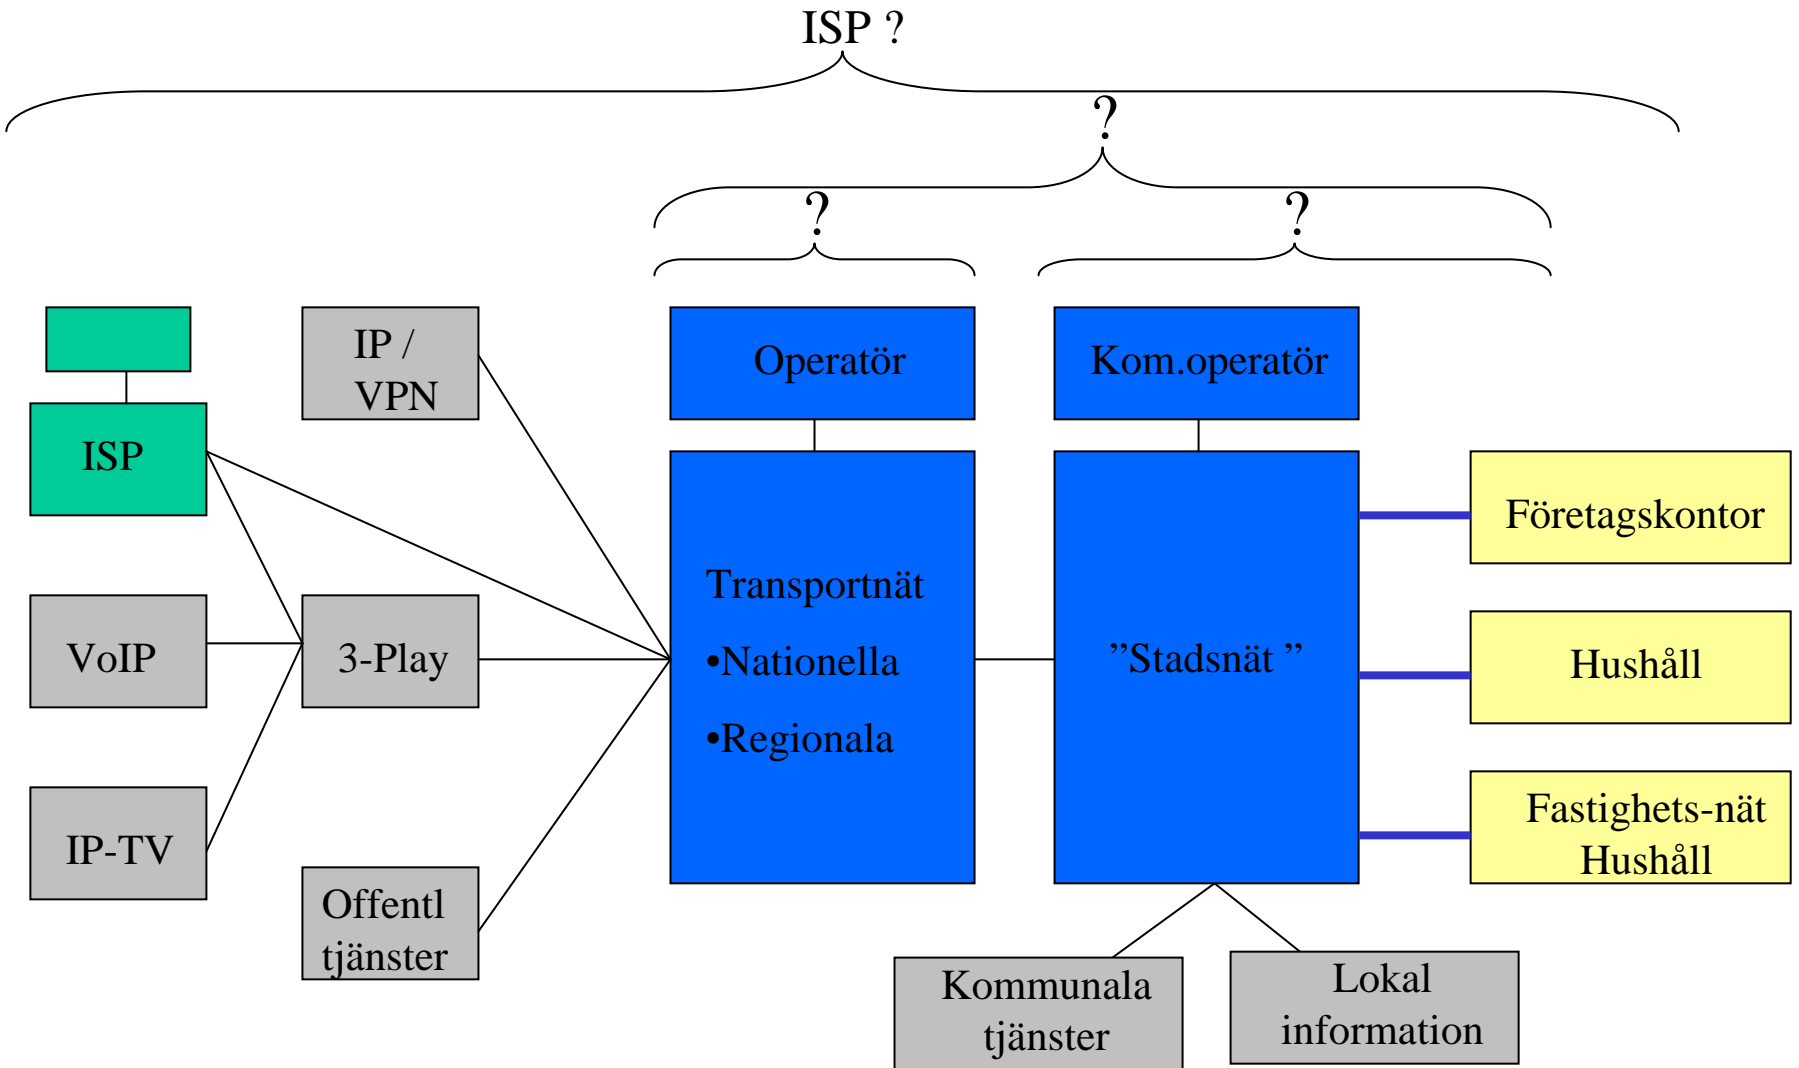 ISP ?
?
?
?
IP /
VPN
Operatör
Kom.operatör
ISP
Företagskontor
Transportnät
•Nationella
•Regionala
”Stadsnät ”
VoIP
3-Play
Hushåll
IP-TV
Fastighets-nät
Hushåll
Offentl
tjänster
Kommunala
tjänster
Lokal
information